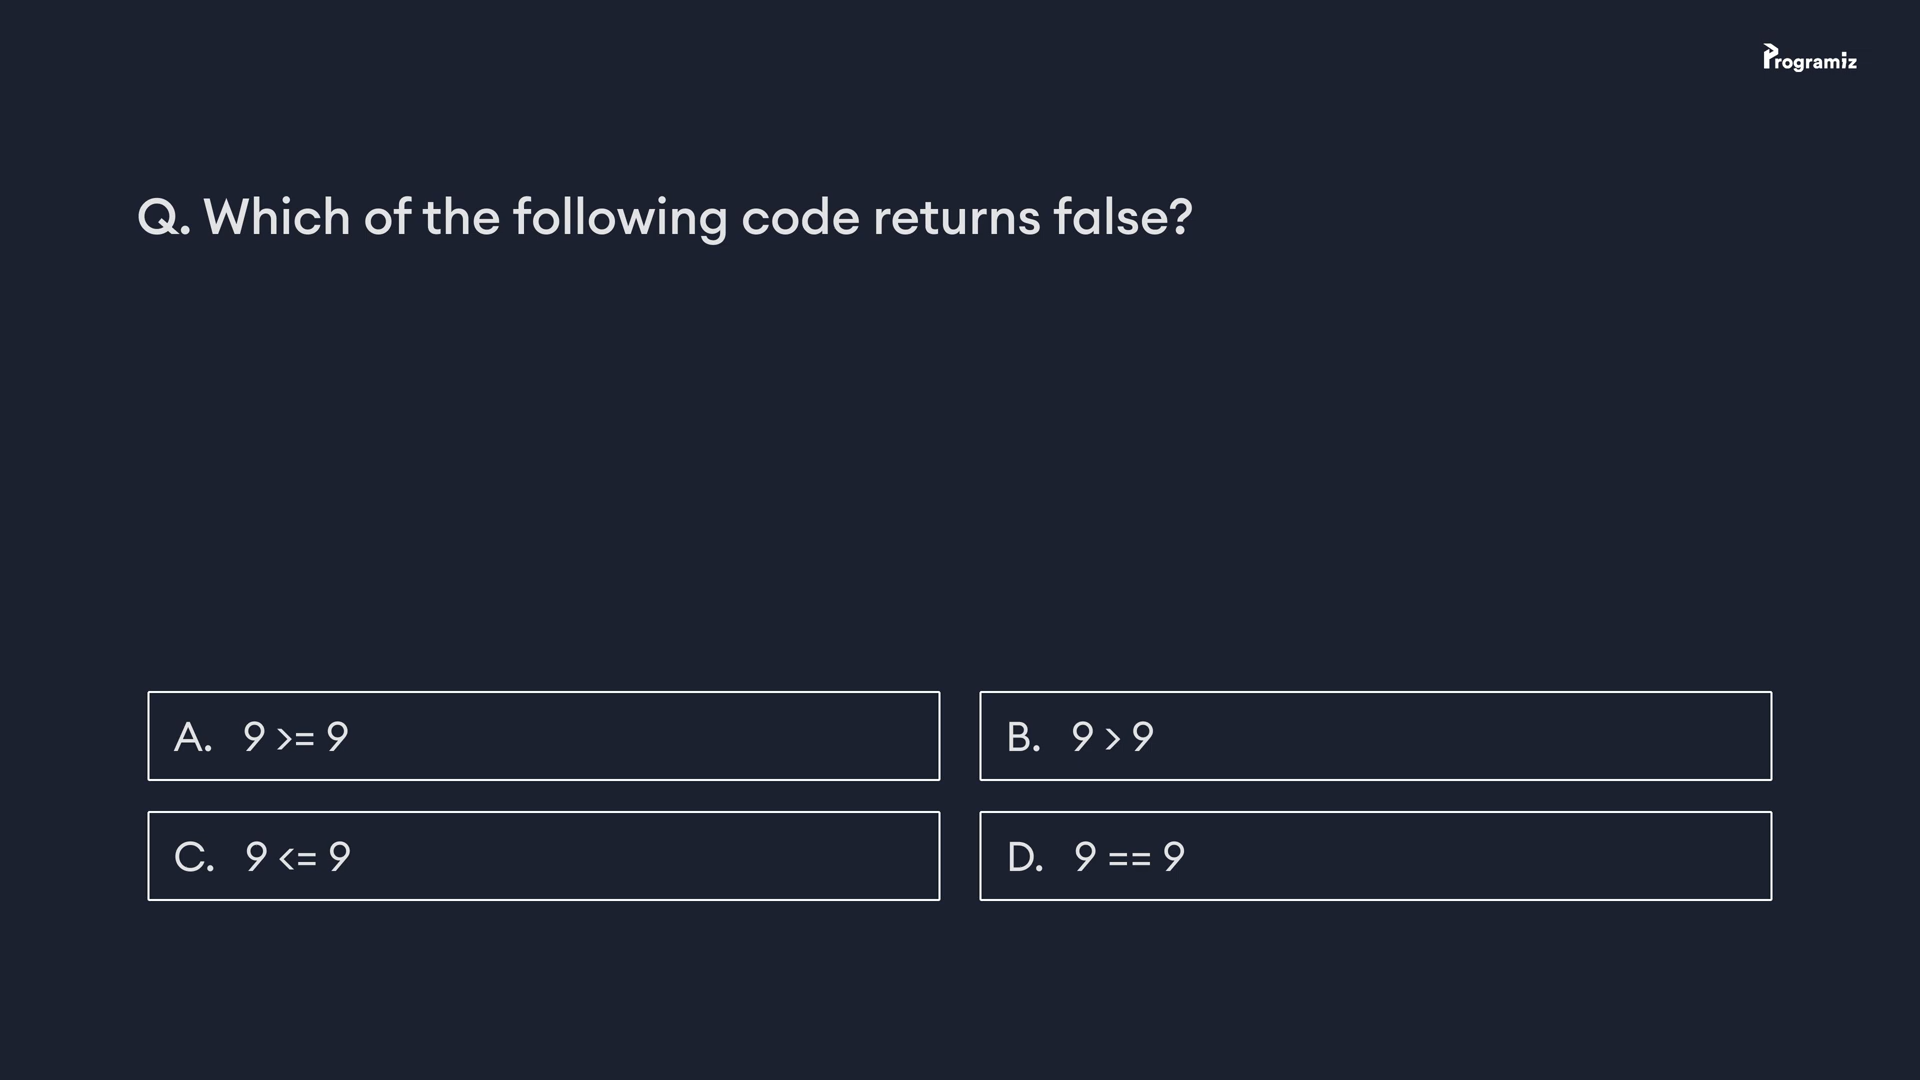 Programiz
Q. Which of the following code returns false?
A. 9 >= 9
B. 9 > 9
C. 9 <= 9
D. 9 == 9